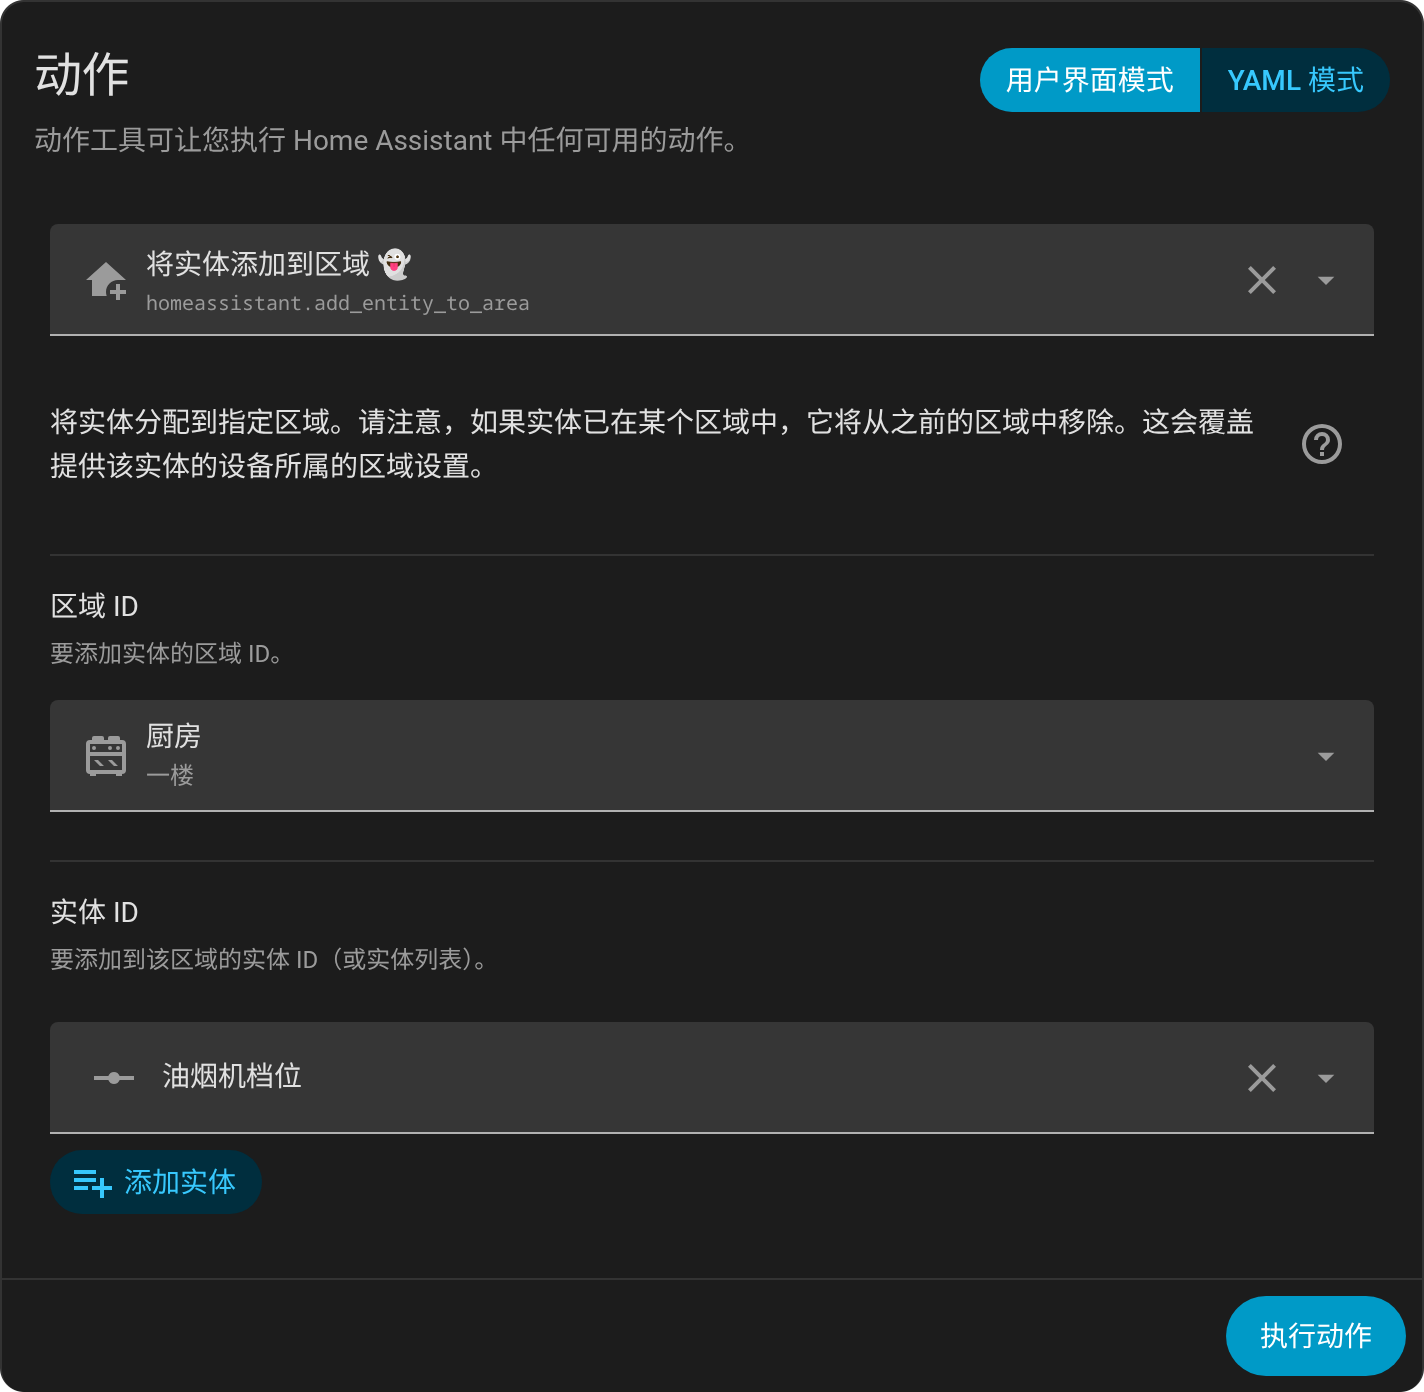 动作
用户界面模式
YAML 模式
动作工具可让您执行 Home Assistant 中任何可用的动作。
将实体添加到区域 👻
homeassistant.add_entity_to_area
将实体分配到指定区域。请注意，如果实体已在某个区域中，它将从之前的区域中移除。这会覆盖
提供该实体的设备所属的区域设置。
区域 ID
要添加实体的区域 ID。
厨房
一楼
实体 ID
要添加到该区域的实体 ID（或实体列表）。
油烟机档位
添加实体
执行动作